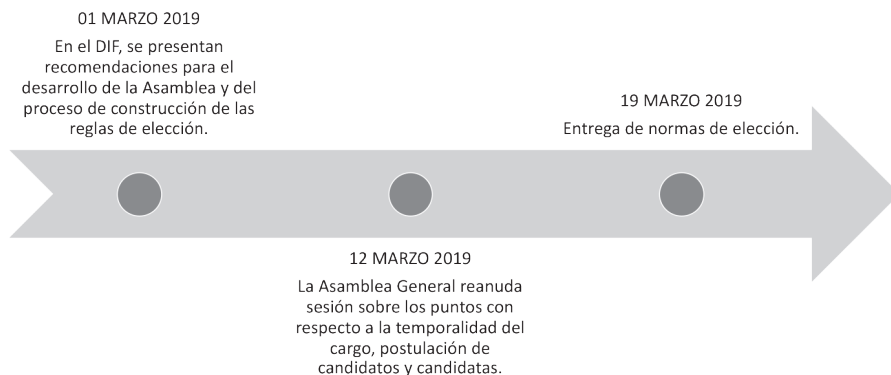 01 MARZO 2019
En el DIF, se presentan
recomendaciones para el
desarrollo de la Asamblea y del
proceso de construcción de las
reglas de elección.
12 MARZO 2019
La Asamblea General reanuda
sesión sobre los puntos con
respecto a la temporalidad del
cargo, postulación de
candidatos y candidatas.
19 MARZO 2019
Entrega de normas de elección.